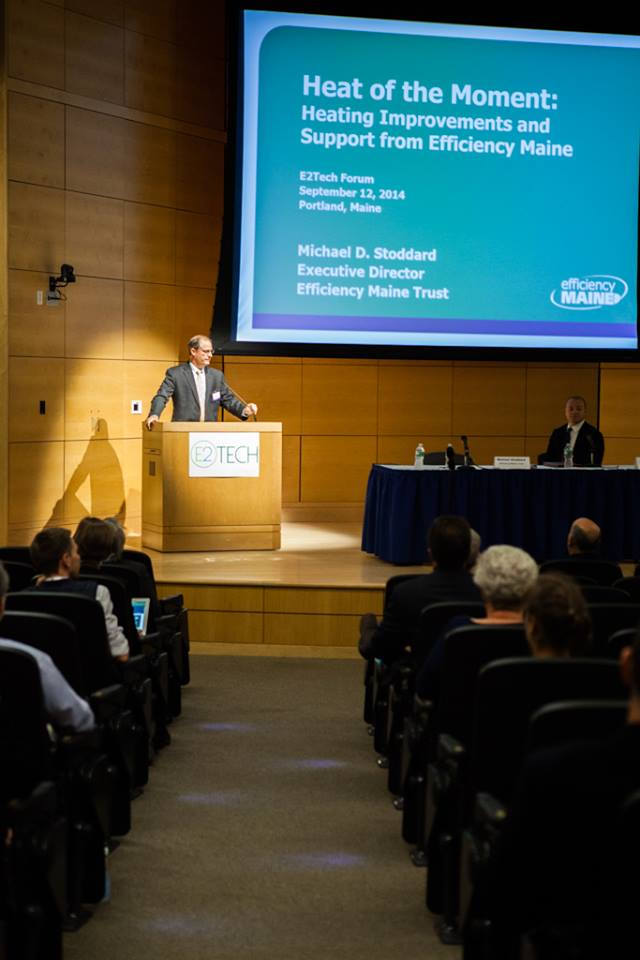 Heat of the Moment:
Heating Improvements and
Support from Efficiency Maine
E2Tech Forum
September 12, 2014
Portland, Maine
Michael D. Stoddard
Executive Director
Efficiency Maine Trust
efficiency
MAINE
E2TECH